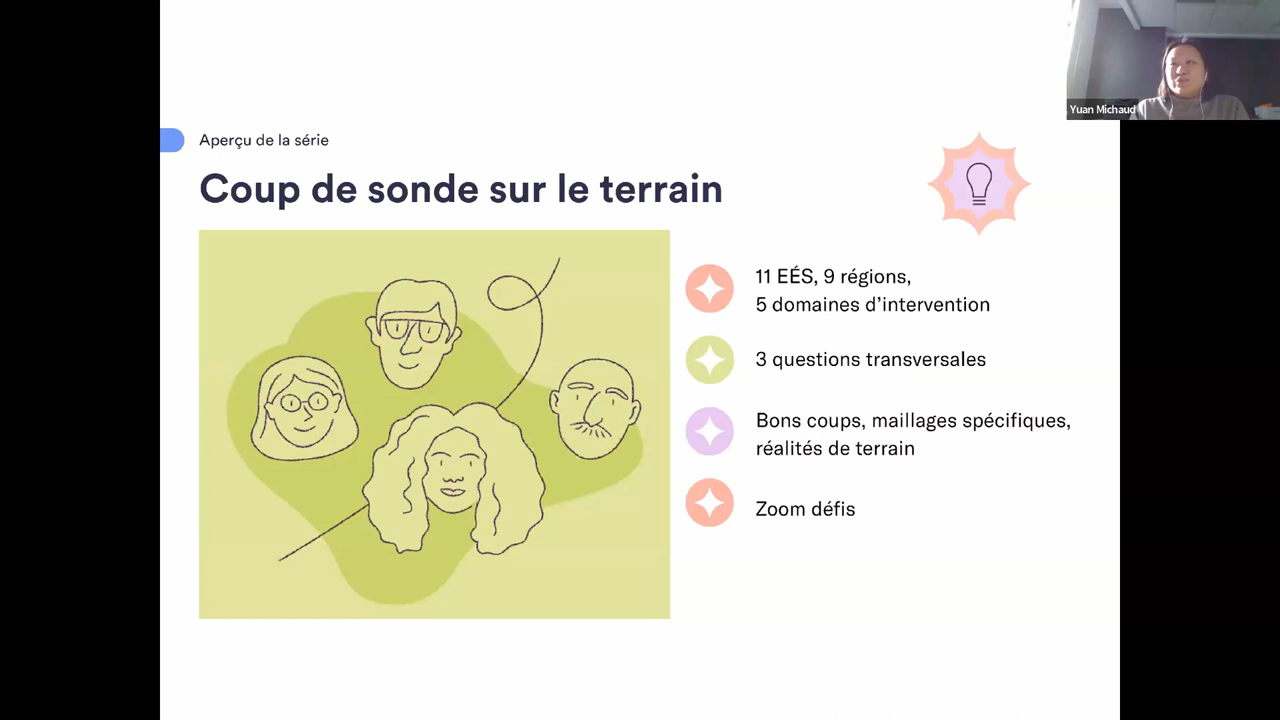 Yuan Michaud
Aperçu de la série
Coup de sonde sur le terrain
11 EÉS, 9 régions,
5 domaines d’intervention
3 questions transversales
Bons coups, maillages spécifiques,
réalités de terrain
Zoom défis